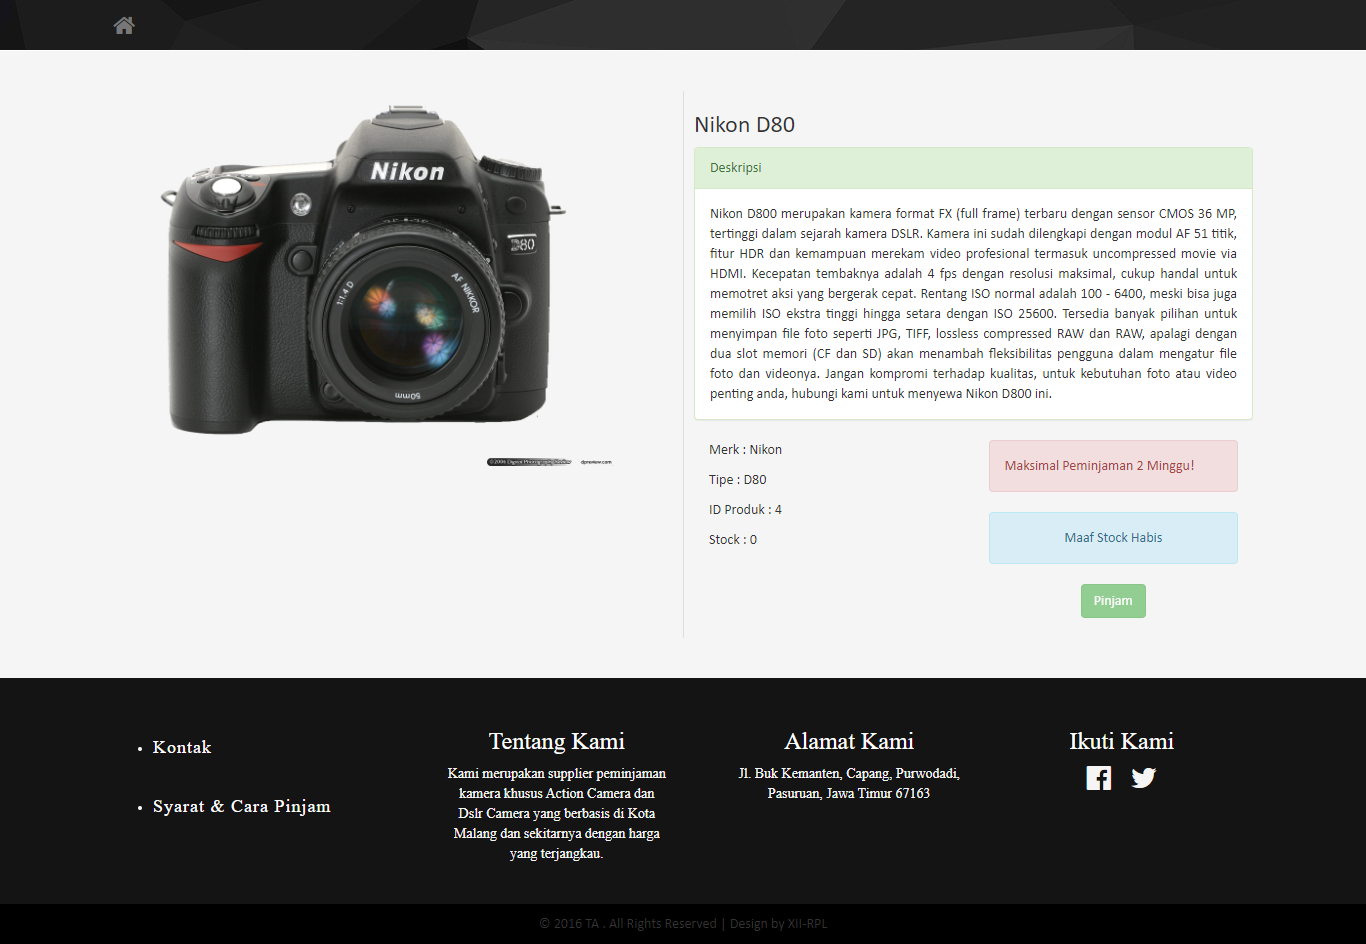 Nikon
D80
AF NIKKOR
1:1.4 D
50mm
©2006 Digital Photography Review dpreview.com
Nikon D80
Deskripsi
Nikon D800 merupakan kamera format FX (full frame) terbaru dengan sensor CMOS 36 MP,
tertinggi dalam sejarah kamera DSLR. Kamera ini sudah dilengkapi dengan modul AF 51 titik,
fitur HDR dan kemampuan merekam video profesional termasuk uncompressed movie via
HDMI. Kecepatan tembaknya adalah 4 fps dengan resolusi maksimal, cukup handal untuk
memotret aksi yang bergerak cepat. Rentang ISO normal adalah 100 - 6400, meski bisa juga
memilih ISO ekstra tinggi hingga setara dengan ISO 25600. Tersedia banyak pilihan untuk
menyimpan file foto seperti JPG, TIFF, lossless compressed RAW dan RAW, apalagi dengan
dua slot memori (CF dan SD) akan menambah fleksibilitas pengguna dalam mengatur file
foto dan videonya. Jangan kompromi terhadap kualitas, untuk kebutuhan foto atau video
penting anda, hubungi kami untuk menyewa Nikon D800 ini.
Merk : Nikon
Tipe : D80
ID Produk : 4
Stock : 0
Maksimal Peminjaman 2 Minggu!
Maaf Stock Habis
Pinjam
• Kontak
• Syarat & Cara Pinjam
Tentang Kami
Kami merupakan supplier peminjaman
kamera khusus Action Camera dan
Dslr Camera yang berbasis di Kota
Malang dan sekitarnya dengan harga
yang terjangkau.
Alamat Kami
Jl. Buk Kemanten, Capang, Purwodadi,
Pasuruan, Jawa Timur 67163
Ikuti Kami
© 2016 TA . All Rights Reserved | Design by XII-RPL